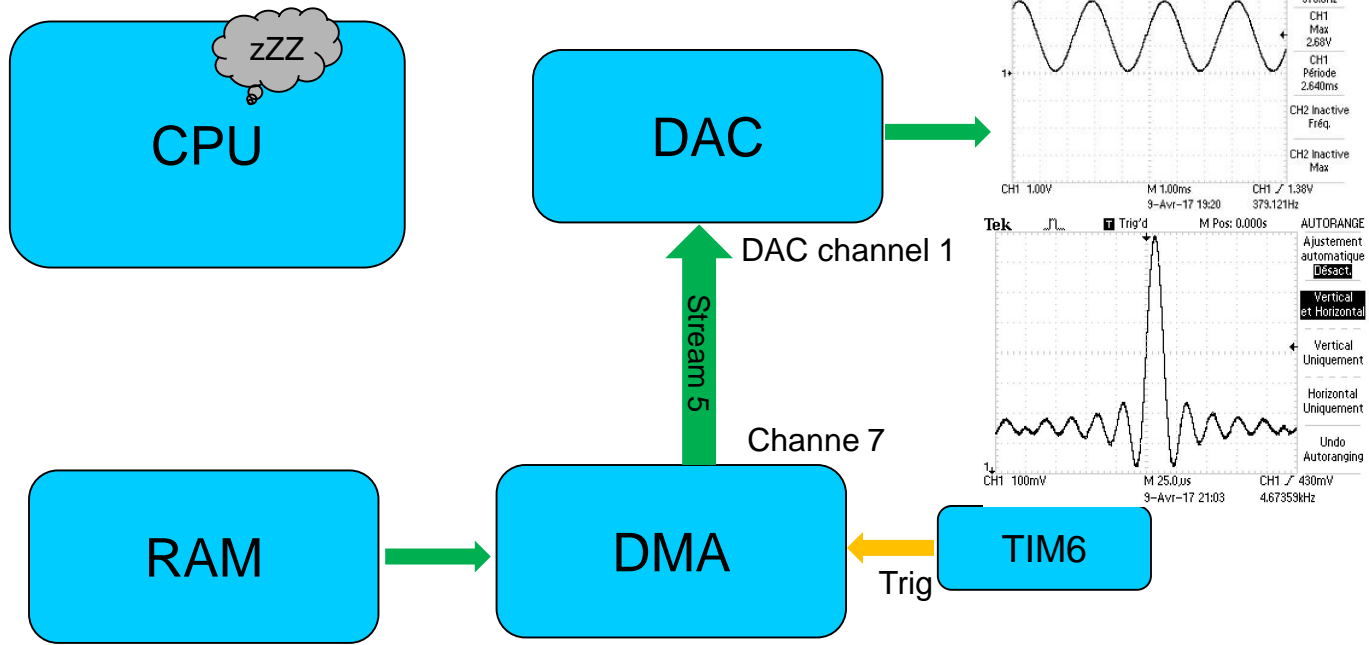 zZZ
CPU
DAC
CH1
Max
2.68V
CH1
Période
2.640ms
CH2 Inactive
Fréq.
CH2 Inactive
Max
1
CH1 1.00V
M 1.00ms
CH1 1.38V
9-Avr-17 19:20
379.121Hz
DAC channel 1
Stream 5
Channe 7
Tek
T Trig'd
M Pos: 0.000s
AUTORANGE
Ajustement
automatique
Désact.
Vertical
et Horizontal
Vertical
Uniquement
Horizontal
Uniquement
Undo
Autoranging
1
CH1 100mV
M 25.0µs
CH1 430mV
9-Avr-17 21:03
4.67359kHz
RAM
DMA
Trig
TIM6